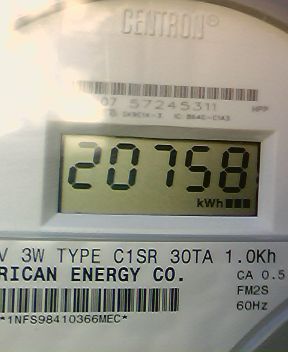 CENTRON®
07 57245311 HPP
20758
kWh
V 3W TYPE C1SR 30TA 1.0Kh
RICAN ENERGY CO. CA 0.5
FM2S
60Hz
*1NFS98410366MEC*